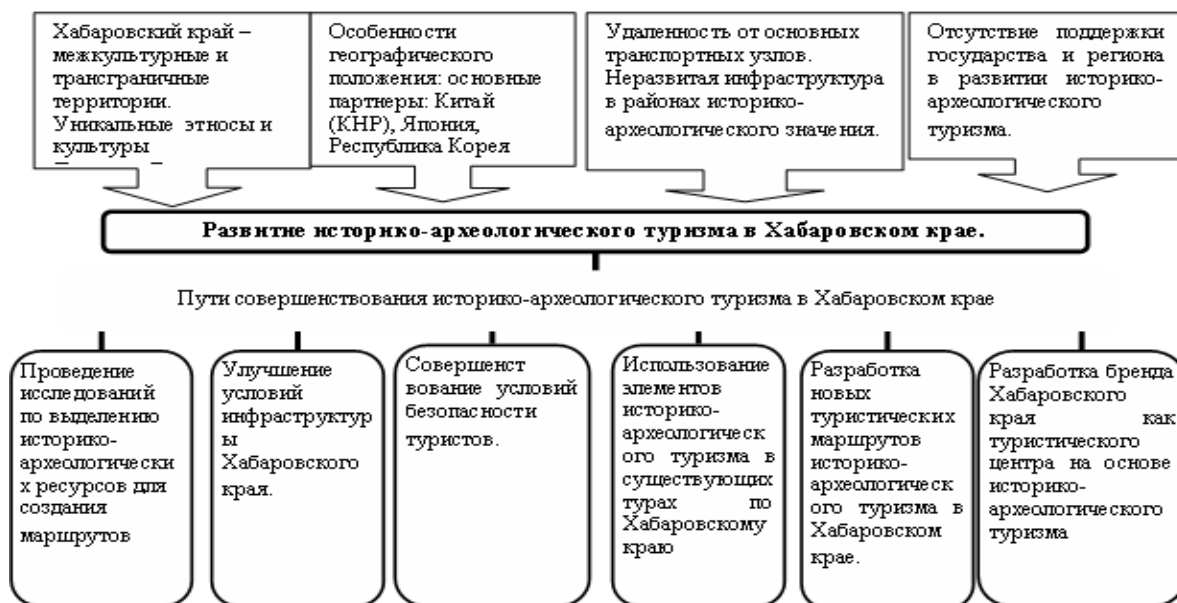 Хабаровский край –
межкультурные и
трансграничные
территории.
Уникальные этносы и
культуры
Особенности
географического
положения: основные
партнеры: Китай
(КНР), Япония,
Республика Корея
Удаленность от основных
транспортных узлов.
Неразвитая инфраструктура
в районах историко-
археологического значения.
Отсутствие поддержки
государства и региона
в развитии историко-
археологического
туризма.
Развитие историко-археологического туризма в Хабаровском крае.
Пути совершенствования историко-археологического туризма в Хабаровском крае
Проведение
исследований
по выделению
историко-
археологически
х ресурсов для
создания
маршрутов
Улучшение
условий
инфраструктур
ы
Хабаровского
края.
Совершенст
вование условий
безопасности
туристов.
Использование
элементов
историко-
археологическ
ого туризма в
существующих
турах по
Хабаровскому
краю
Разработка
новых
туристических
маршрутов
историко-
археологическ
ого туризма в
Хабаровском
крае.
Разработка бренда
Хабаровского
края как
туристического
центра на основе
историко-
археологического
туризма